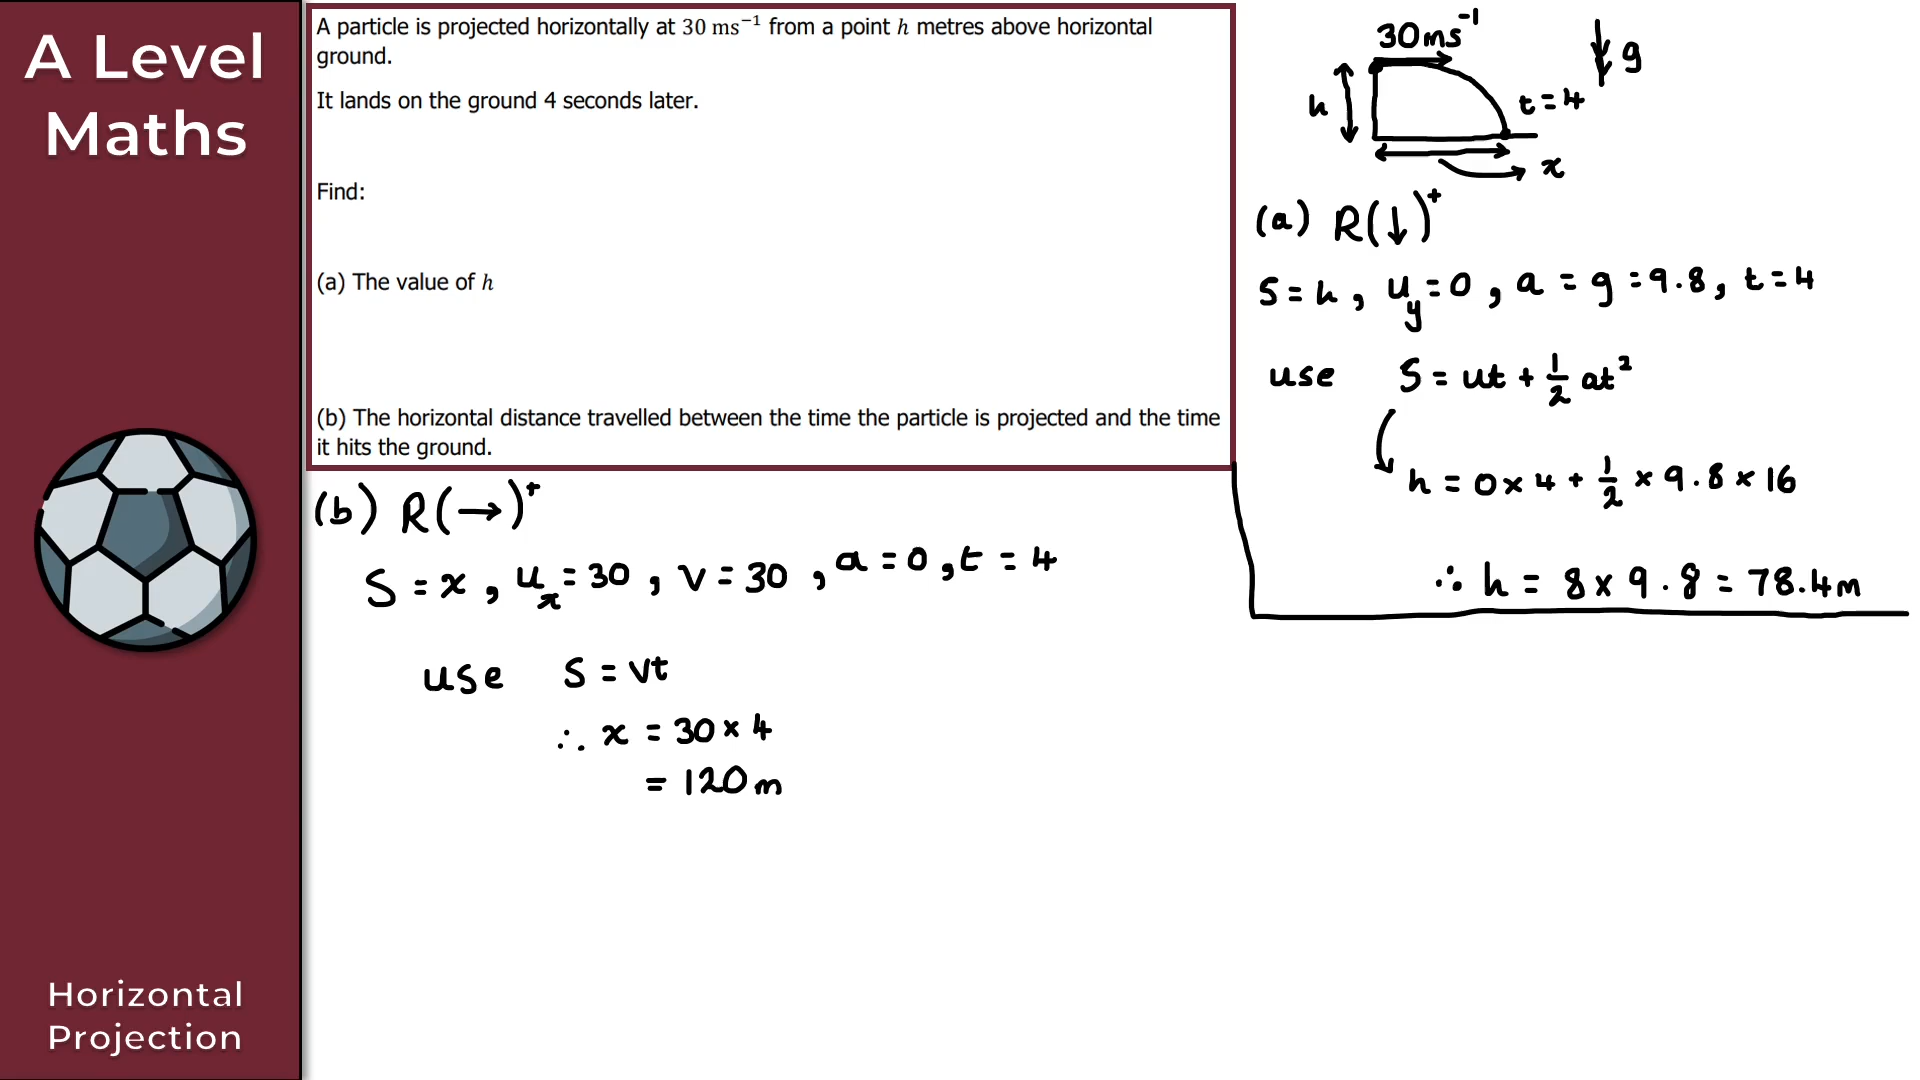 A Level
Maths
A particle is projected horizontally at 30 ms⁻¹ from a point h metres above horizontal
ground.
It lands on the ground 4 seconds later.
Find:
(a) The value of h
(b) The horizontal distance travelled between the time the particle is projected and the time
it hits the ground.
30ms⁻¹
g
h
t = 4
x
(a) R(↓)⁺
S = h, u_y = 0, a = g = 9.8, t = 4
use S = ut + ½ at²
h = 0 × 4 + ½ × 9.8 × 16
∴ h = 8 × 9.8 = 78.4m
(b) R(→)⁺
S = x, u_x = 30, v = 30, a = 0, t = 4
use S = vt
∴ x = 30 × 4
= 120m
Horizontal
Projection